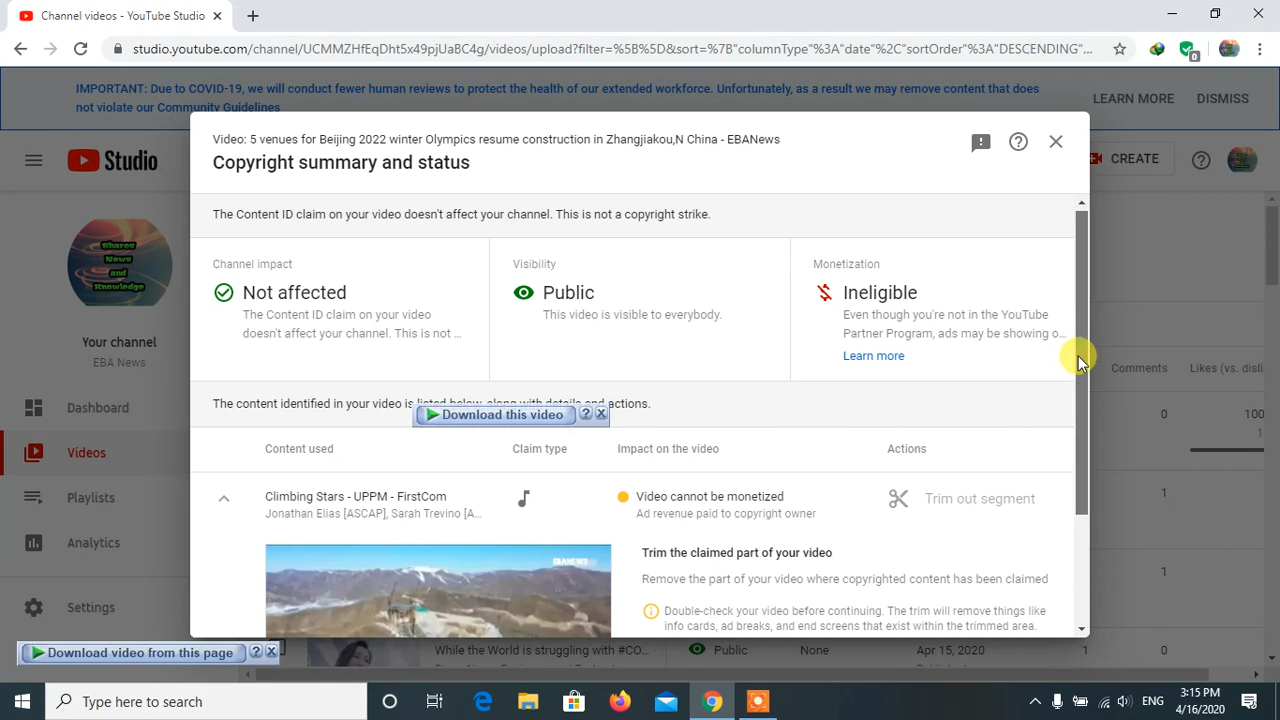 Channel videos - YouTube Studio
studio.youtube.com/channel/UCMMZHfEqDht5x49pjUaBC4g/videos/upload?filter=%5B%5D&sort=%7B"columnType"%3A"date"%2C"sortOrder"%3A"DESCENDING"...
0
IMPORTANT: Due to COVID-19, we will conduct fewer human reviews to protect the health of our extended workforce. Unfortunately, as a result we may remove content that does
not violate our Community Guidelines
LEARN MORE
DISMISS
Studio
CREATE
Video: 5 venues for Beijing 2022 winter Olympics resume construction in Zhangjiakou,N China - EBANews
Copyright summary and status
The Content ID claim on your video doesn't affect your channel. This is not a copyright strike.
Channel impact
Not affected
The Content ID claim on your video
doesn't affect your channel. This is not ...
Visibility
Public
This video is visible to everybody.
Monetization
Ineligible
Even though you're not in the YouTube
Partner Program, ads may be showing o...
Learn more
The content identified in your video is listed below, along with details and actions.
Download this video
Content used
Claim type
Impact on the video
Actions
Climbing Stars - UPPM - FirstCom
Jonathan Elias [ASCAP], Sarah Trevino [A...
Video cannot be monetized
Ad revenue paid to copyright owner
Trim out segment
EBANEWS
Trim the claimed part of your video
Remove the part of your video where copyrighted content has been claimed
Double-check your video before continuing. The trim will remove things like
info cards, ad breaks, and end screens that exist within the trimmed area.
Shares
News
and
Knowledge
Your channel
EBA News
Dashboard
Videos
Playlists
Analytics
Settings
Comments
Likes (vs. disli
0
100
1
1
1
Download video from this page
While the World is struggling with #CO...
Public
None
Apr 15, 2020
1
0
Type here to search
ENG
3:15 PM
4/16/2020